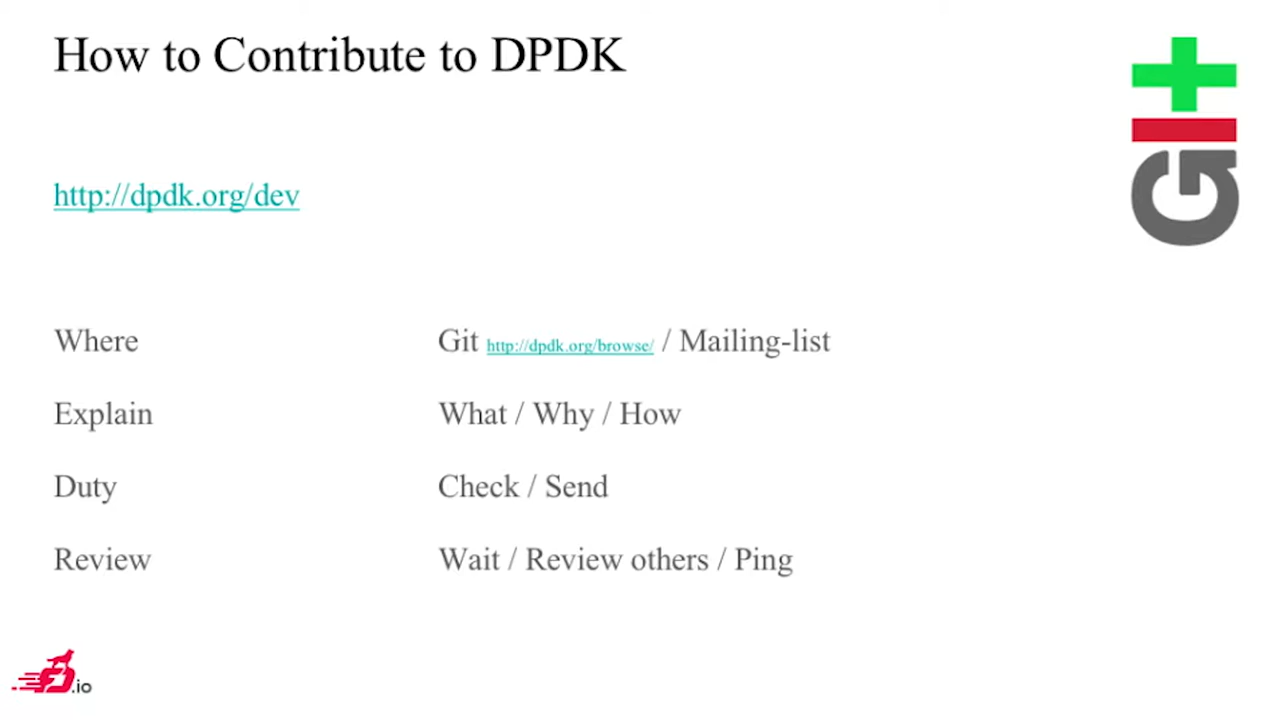 How to Contribute to DPDK
GIt
http://dpdk.org/dev
Where Git http://dpdk.org/browse/ / Mailing-list
Explain What / Why / How
Duty Check / Send
Review Wait / Review others / Ping
.io